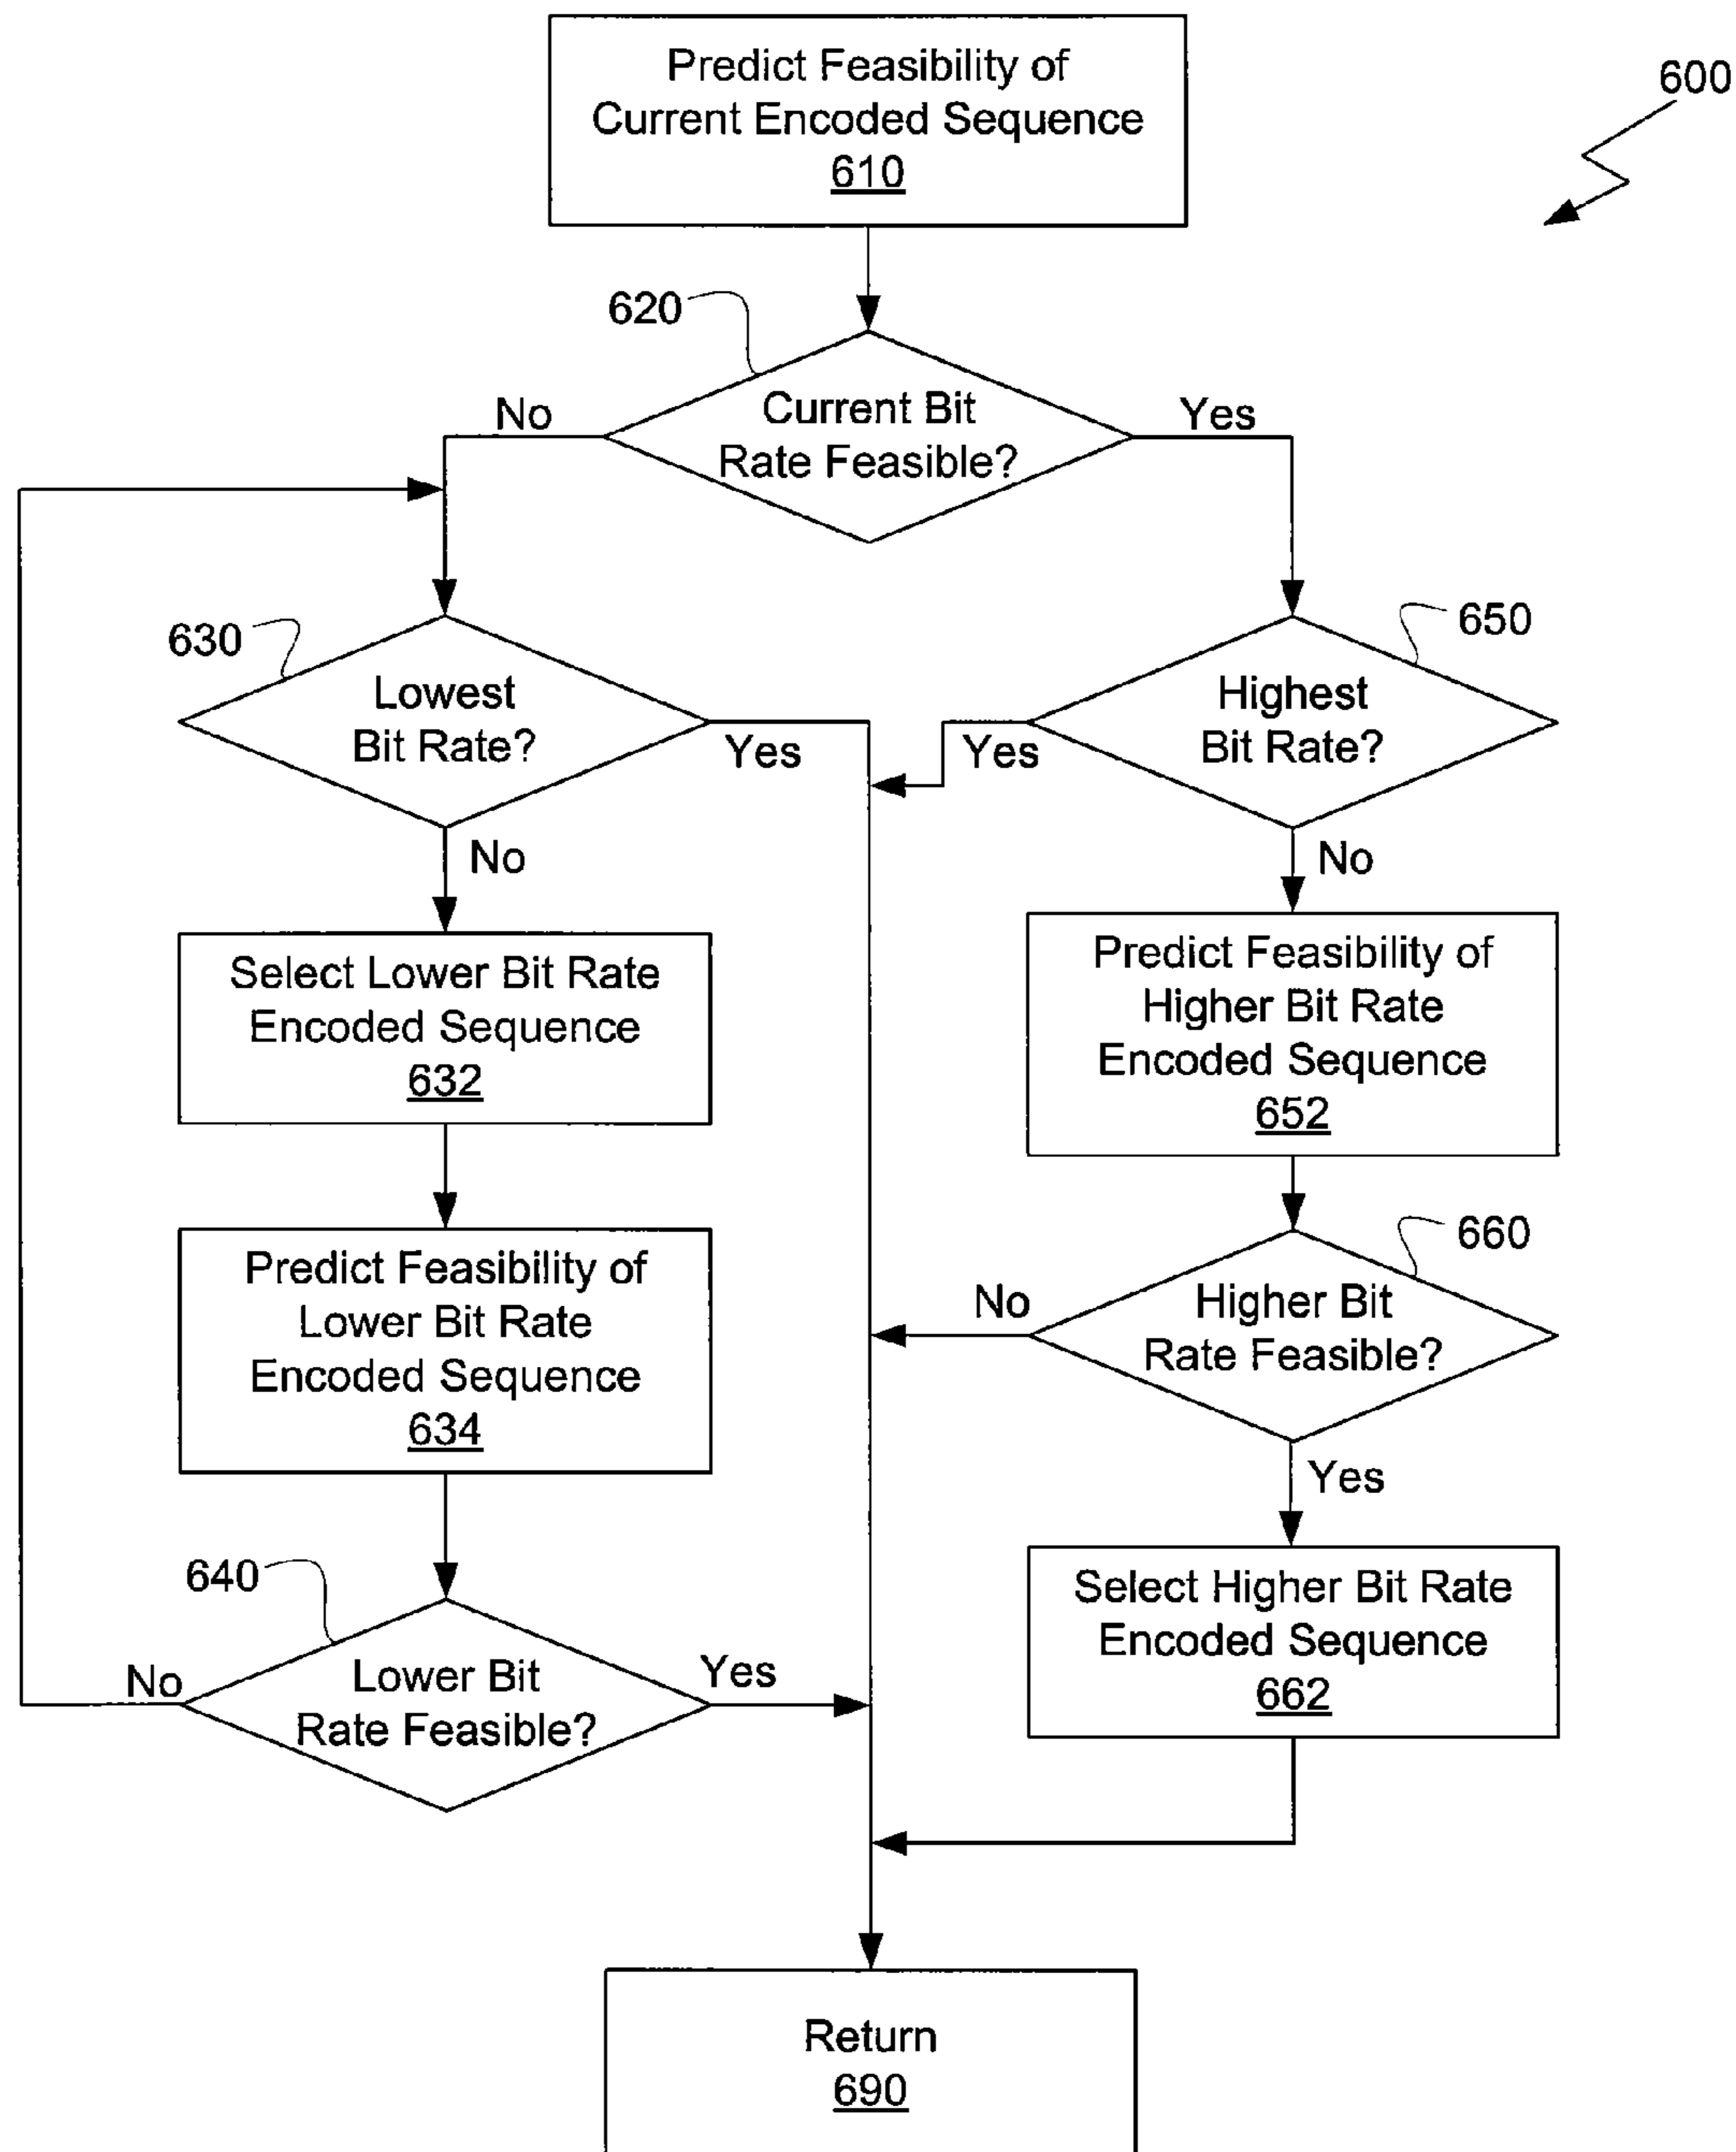 Predict Feasibility of
Current Encoded Sequence
610
600
620
Current Bit
Rate Feasible?
No
Yes
630
Lowest
Bit Rate?
Yes
No
650
Highest
Bit Rate?
Yes
No
Select Lower Bit Rate
Encoded Sequence
632
Predict Feasibility of
Higher Bit Rate
Encoded Sequence
652
Predict Feasibility of
Lower Bit Rate
Encoded Sequence
634
660
Higher Bit
Rate Feasible?
No
Yes
640
Lower Bit
Rate Feasible?
No
Yes
Select Higher Bit Rate
Encoded Sequence
662
Return
690